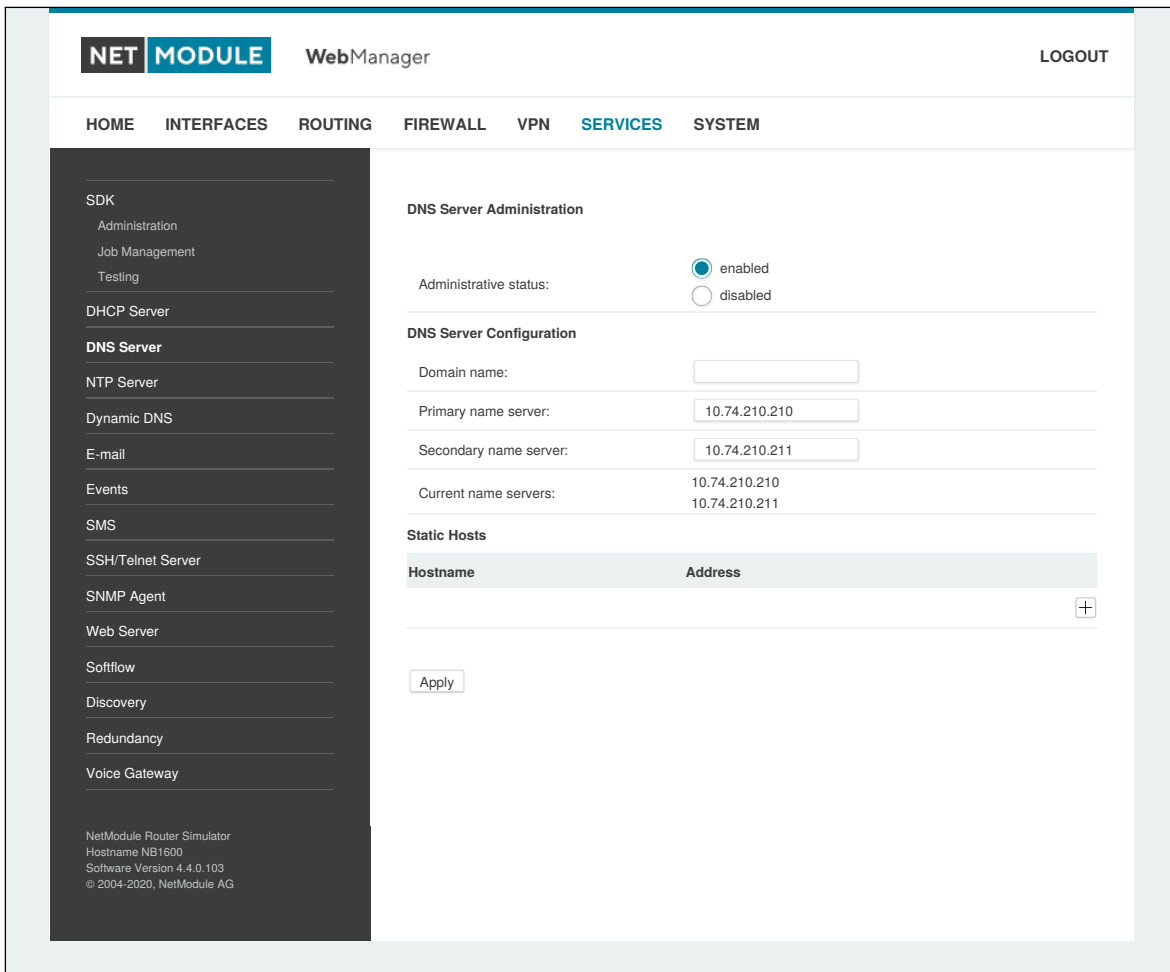 NET MODULE WebManager LOGOUT
HOME INTERFACES ROUTING FIREWALL VPN SERVICES SYSTEM
SDK
Administration
Job Management
Testing
DHCP Server
DNS Server
NTP Server
Dynamic DNS
E-mail
Events
SMS
SSH/Telnet Server
SNMP Agent
Web Server
Softflow
Discovery
Redundancy
Voice Gateway
NetModule Router Simulator
Hostname NB1600
Software Version 4.4.0.103
© 2004-2020, NetModule AG
DNS Server Administration
Administrative status:
enabled
disabled
DNS Server Configuration
Domain name:
Primary name server: 10.74.210.210
Secondary name server: 10.74.210.211
Current name servers:
10.74.210.210
10.74.210.211
Static Hosts
Hostname Address
Apply